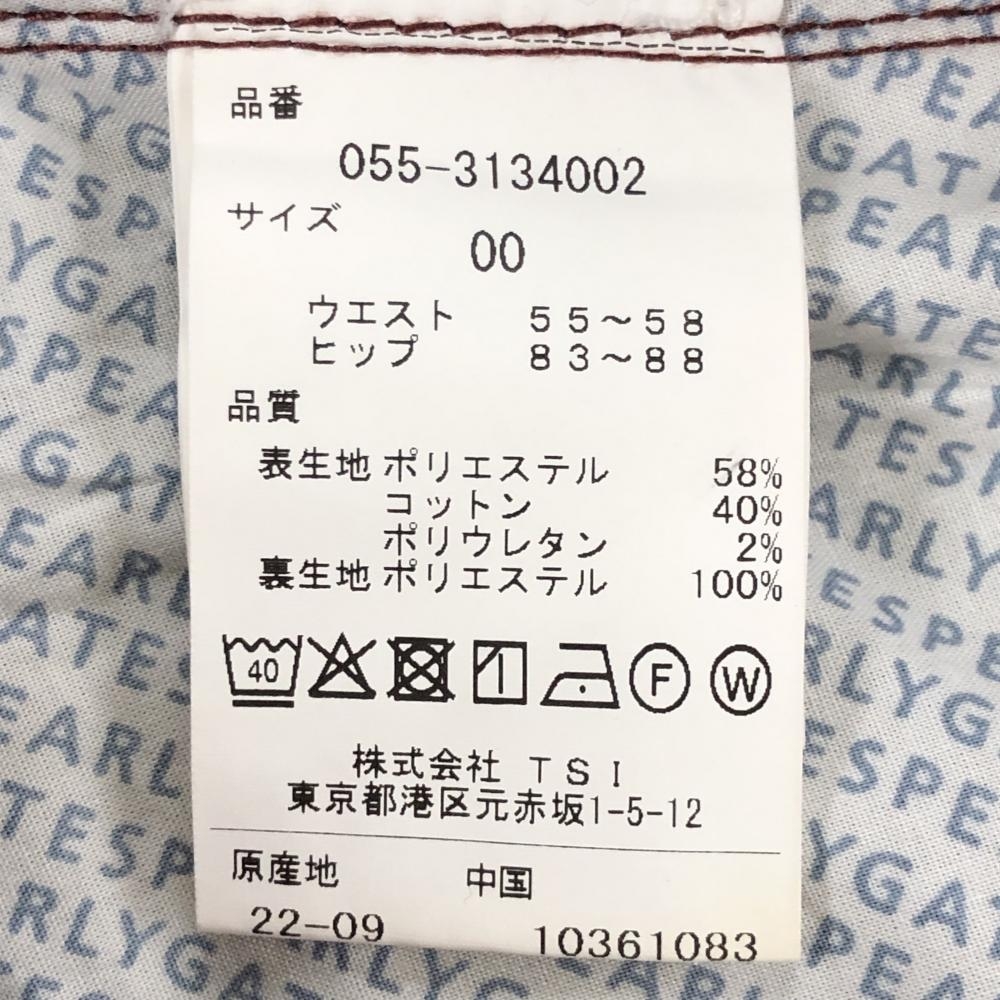 品番
055-3134002
サイズ
00
ウエスト 55～58
ヒップ 83～88
品質
表生地 ポリエステル 58%
コットン 40%
ポリウレタン 2%
裏生地 ポリエステル 100%
40 F W
株式会社 TSI
東京都港区元赤坂1-5-12
原産地 中国
22-09 10361083